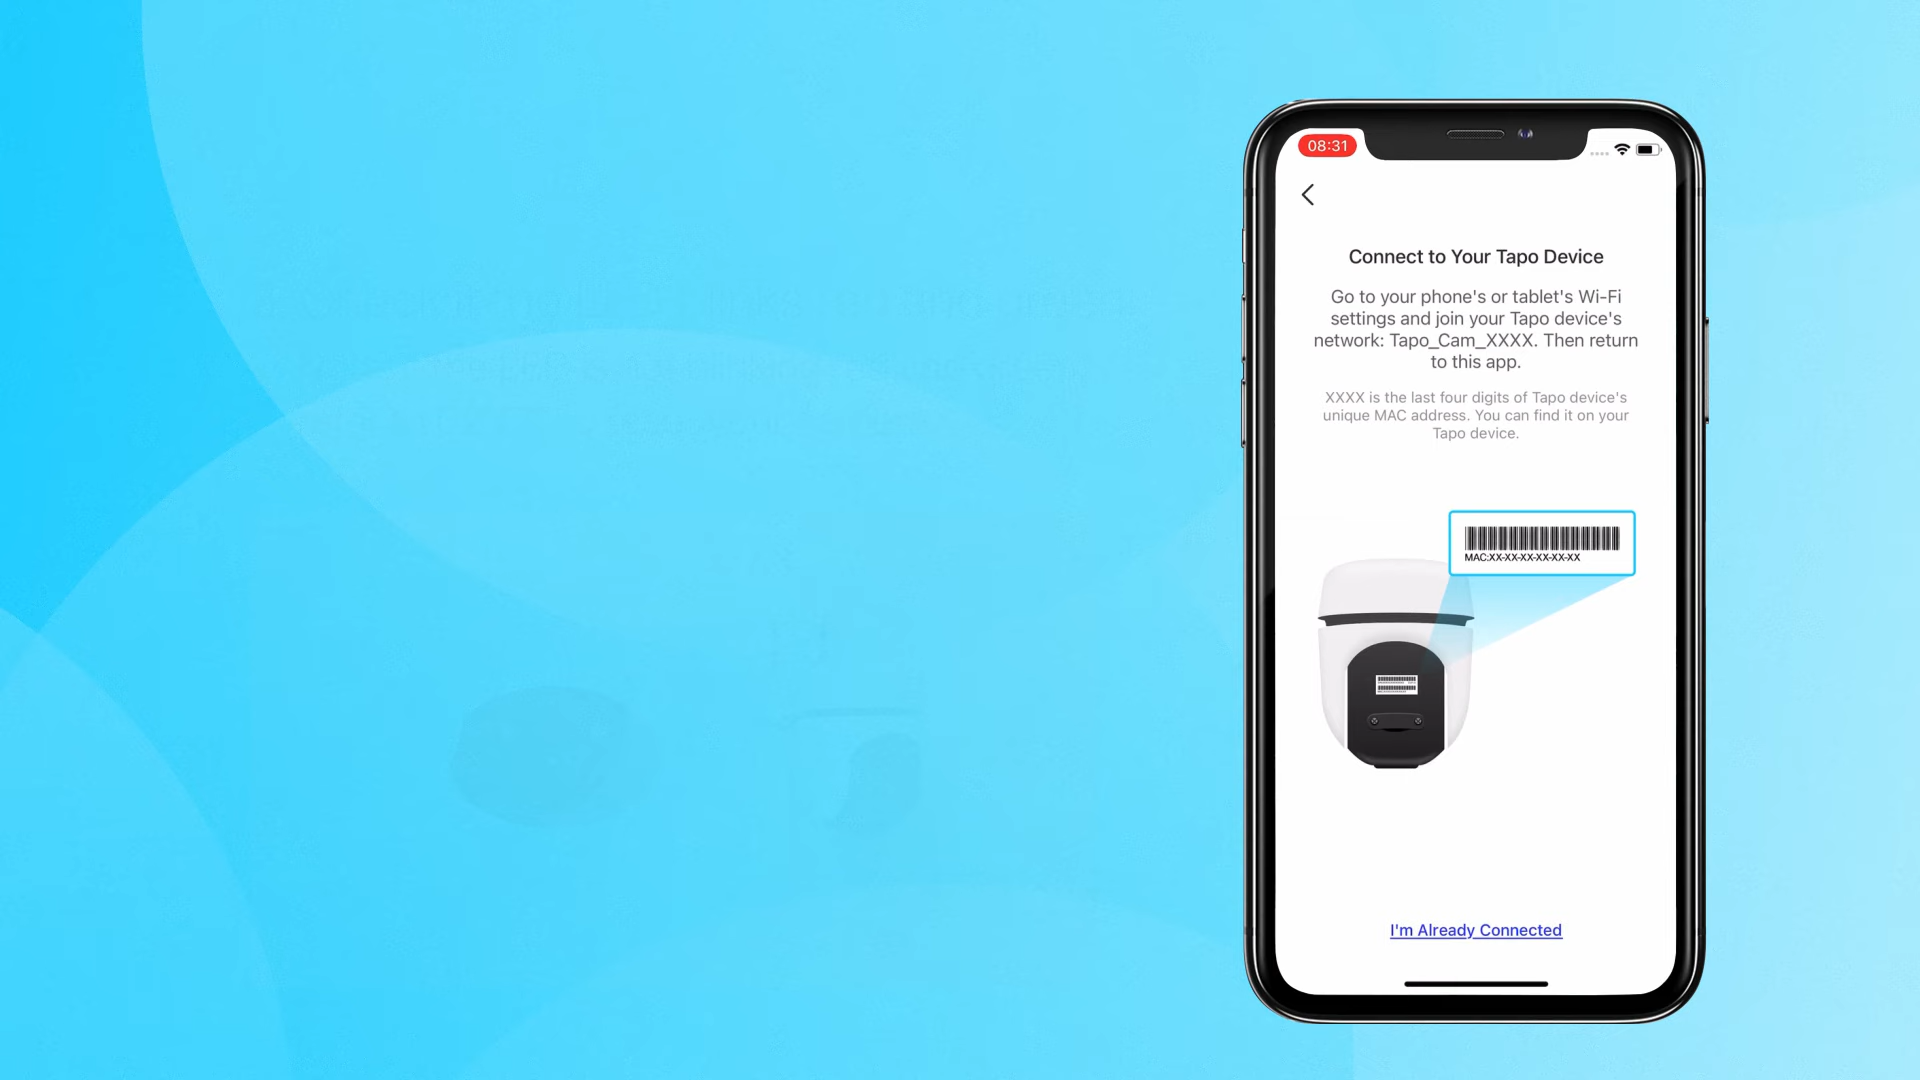 08:31
Connect to Your Tapo Device
Go to your phone's or tablet's Wi-Fi
settings and join your Tapo device's
network: Tapo_Cam_XXXX. Then return
to this app.
XXXX is the last four digits of Tapo device's
unique MAC address. You can find it on your
Tapo device.
MAC:XX-XX-XX-XX-XX-XX
I'm Already Connected